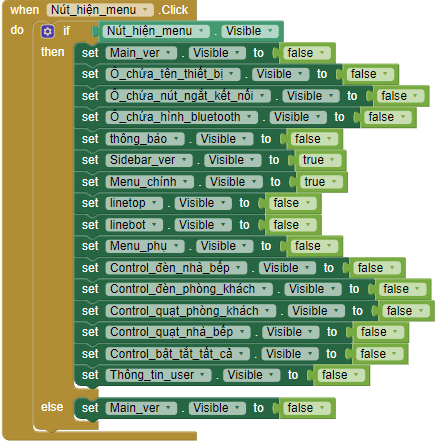 when Nút_hiện_menu .Click
do if Nút_hiện_menu . Visible
then set Main_ver . Visible to false
set Ô_chứa_tên_thiết_bị . Visible to false
set Ô_chứa_nút_ngắt_kết_nối . Visible to false
set Ô_chứa_hình_bluetooth . Visible to false
set thông_báo . Visible to false
set Sidebar_ver . Visible to true
set Menu_chính . Visible to true
set linetop . Visible to false
set linebot . Visible to false
set Menu_phụ . Visible to false
set Control_đèn_nhà_bếp . Visible to false
set Control_đèn_phòng_khách . Visible to false
set Control_quạt_phòng_khách . Visible to false
set Control_quạt_nhà_bếp . Visible to false
set Control_bật_tắt_tất_cả . Visible to false
set Thông_tin_user . Visible to false
else set Main_ver . Visible to false